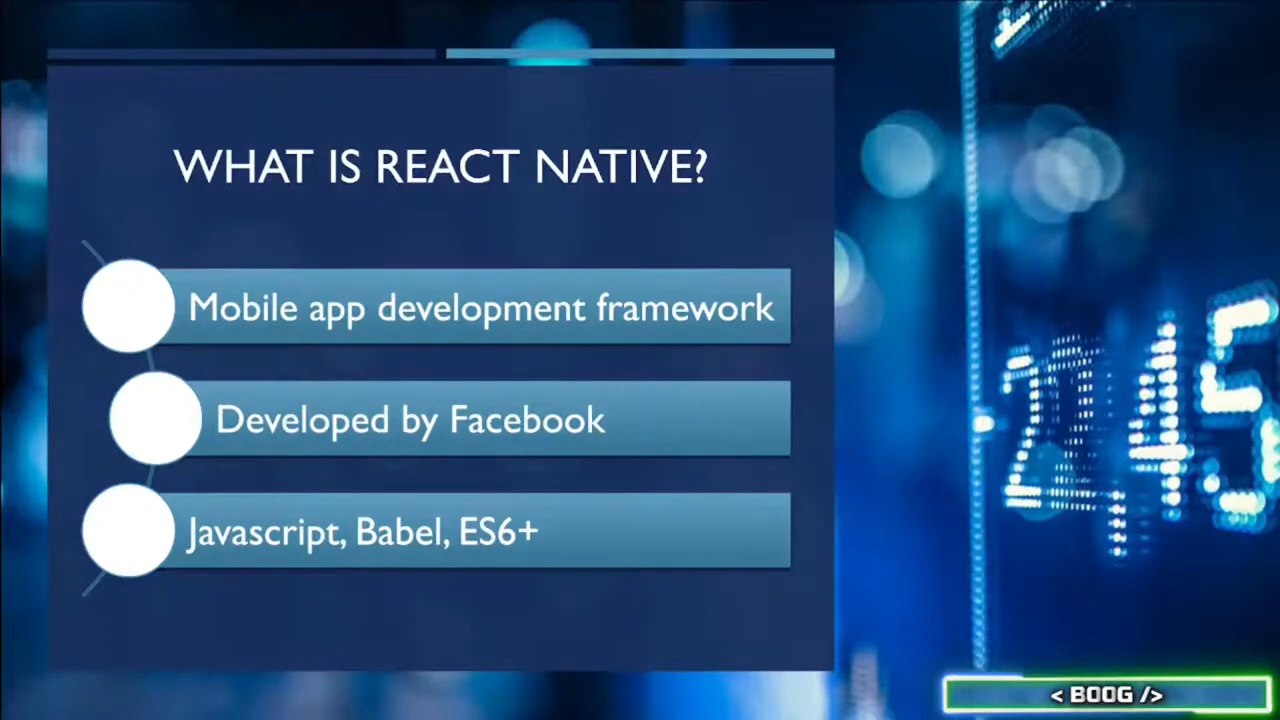 WHAT IS REACT NATIVE?
Mobile app development framework
Developed by Facebook
Javascript, Babel, ES6+
< BOOG />